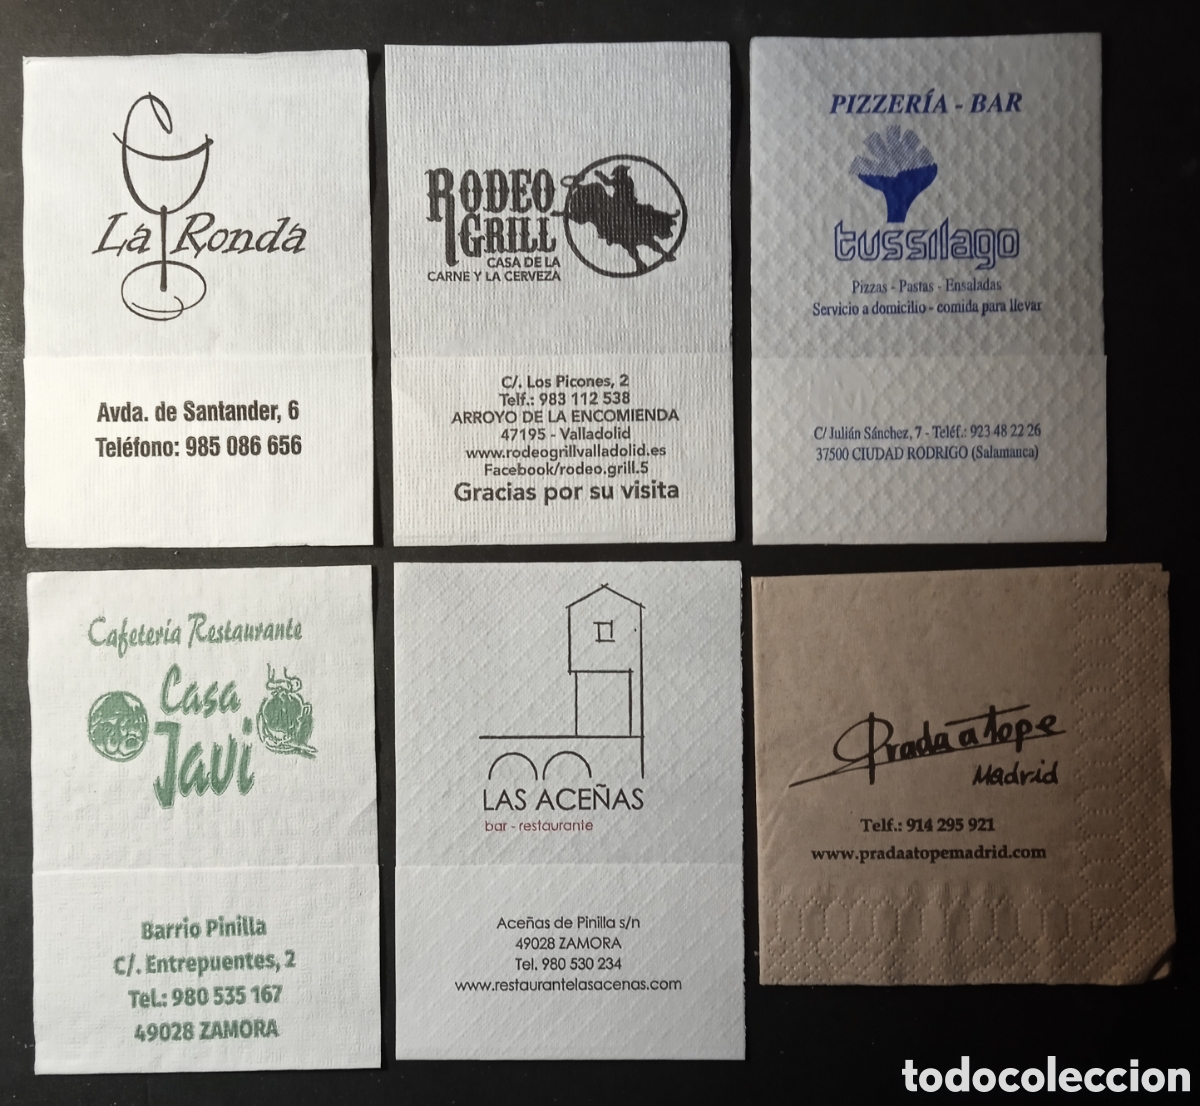 La Ronda
Avda. de Santander, 6
Teléfono: 985 086 656
RODEO
GRILL
CASA DE LA
CARNE Y LA CERVEZA
C/. Los Picones, 2
Telf.: 983 112 538
ARROYO DE LA ENCOMIENDA
47195 - Valladolid
www.rodeogrillvalladolid.es
Facebook/rodeo.grill.5
Gracias por su visita
PIZZERÍA - BAR
tussilago
Pizzas - Pastas - Ensaladas
Servicio a domicilio - comida para llevar
C/ Julián Sánchez, 7 - Teléf.: 923 48 22 26
37500 CIUDAD RODRIGO (Salamanca)
Cafetería Restaurante
Casa
Javi
Barrio Pinilla
C/. Entrepuentes, 2
Tel.: 980 535 167
49028 ZAMORA
LAS ACEÑAS
bar - restaurante
Aceñas de Pinilla s/n
49028 ZAMORA
Tel. 980 530 234
www.restaurantelasacenas.com
Prada a Tope
Madrid
Telf.: 914 295 921
www.pradaatopemadrid.com
todocoleccion